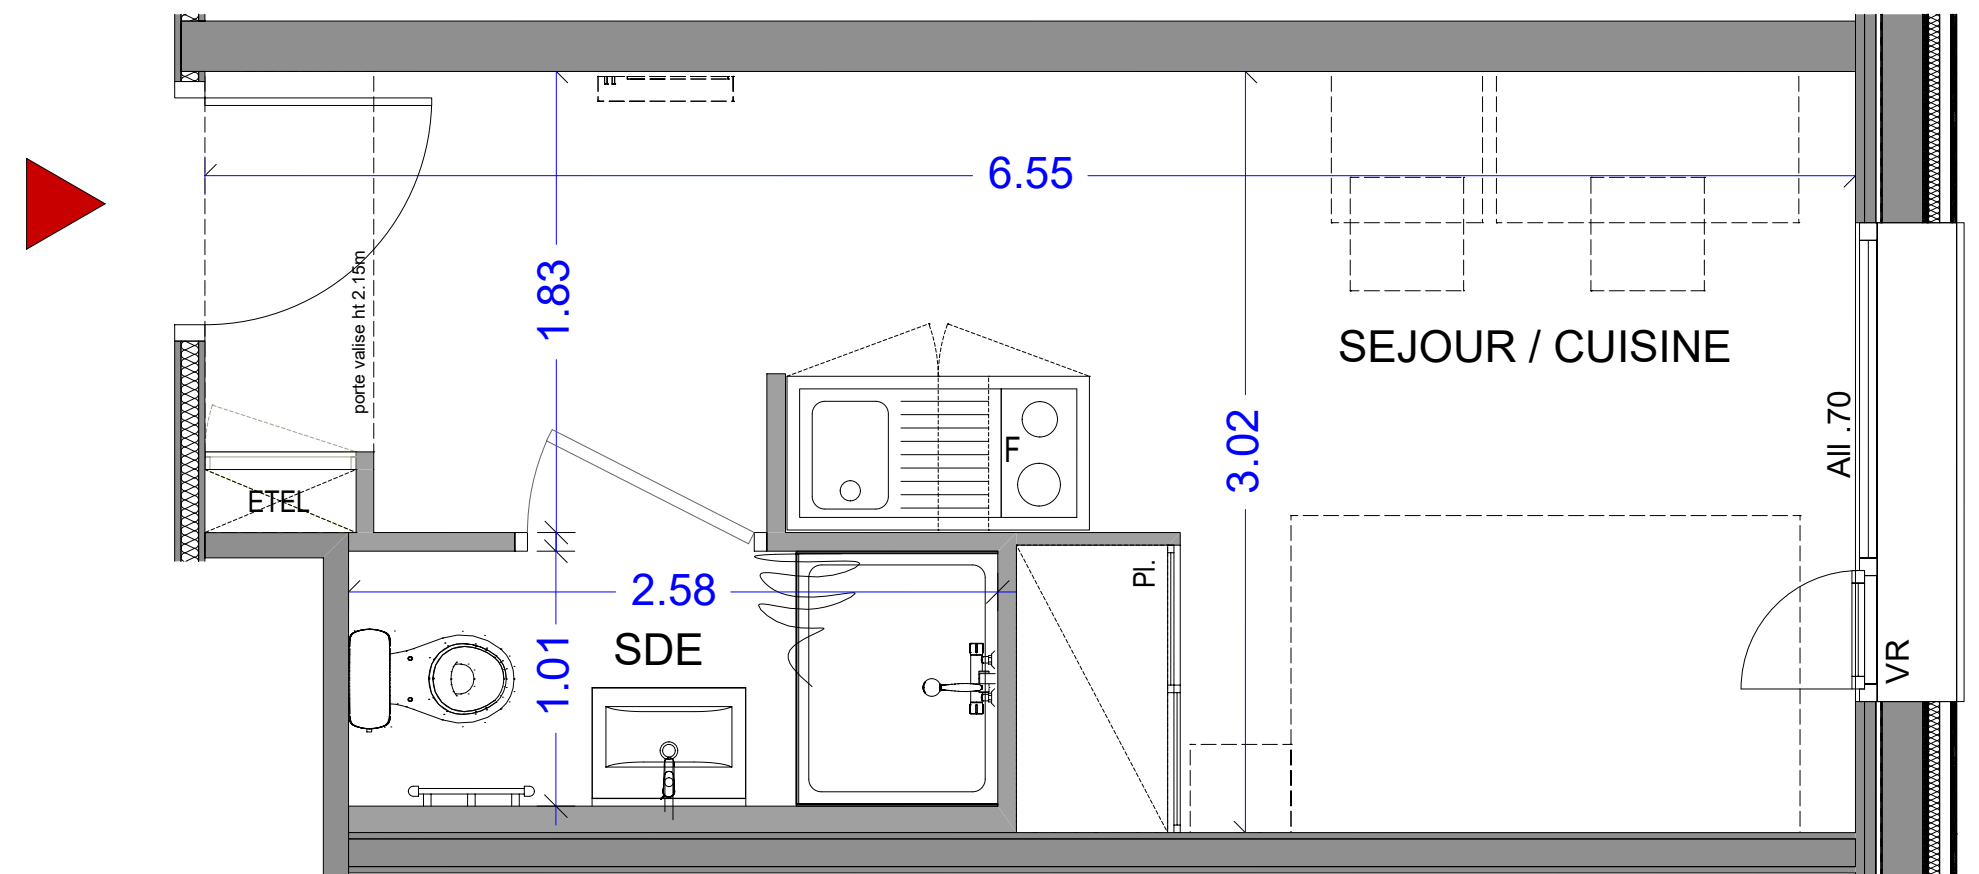 6.55
porte valise ht 2.15m
1.83
SEJOUR / CUISINE
F
3.02
All .70
ETEL
Pl.
2.58
SDE
1.01
VR